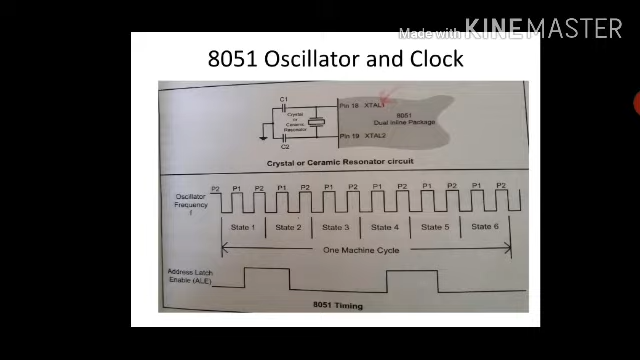 Made with KINEMASTER
8051 Oscillator and Clock
C1
Pin 18 XTAL1
Crystal
or
Ceramic
Resonator
8051
Dual Inline Package
Pin 19 XTAL2
C2
Crystal or Ceramic Resonator circuit
P2 P1 P2 P1 P2 P1 P2 P1 P2 P1 P2 P1 P2
Oscillator
Frequency
f
State 1 State 2 State 3 State 4 State 5 State 6
One Machine Cycle
Address Latch
Enable (ALE)
8051 Timing